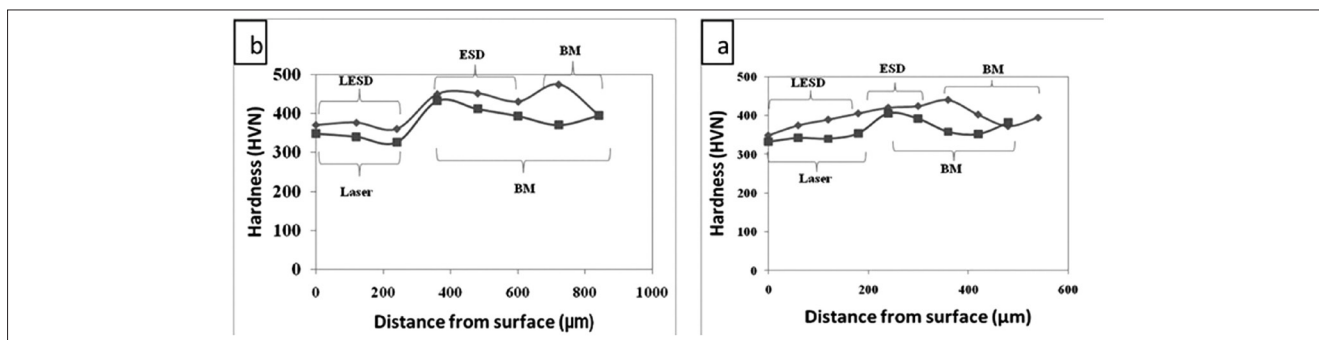 b
LESD
ESD
BM
Hardness (HVN)
500
400
300
200
100
0
Laser
BM
0
200
400
600
800
1000
Distance from surface (µm)
a
LESD
ESD
BM
Hardness (HVN)
500
400
300
200
100
0
Laser
BM
0
200
400
600
Distance from surface (µm)